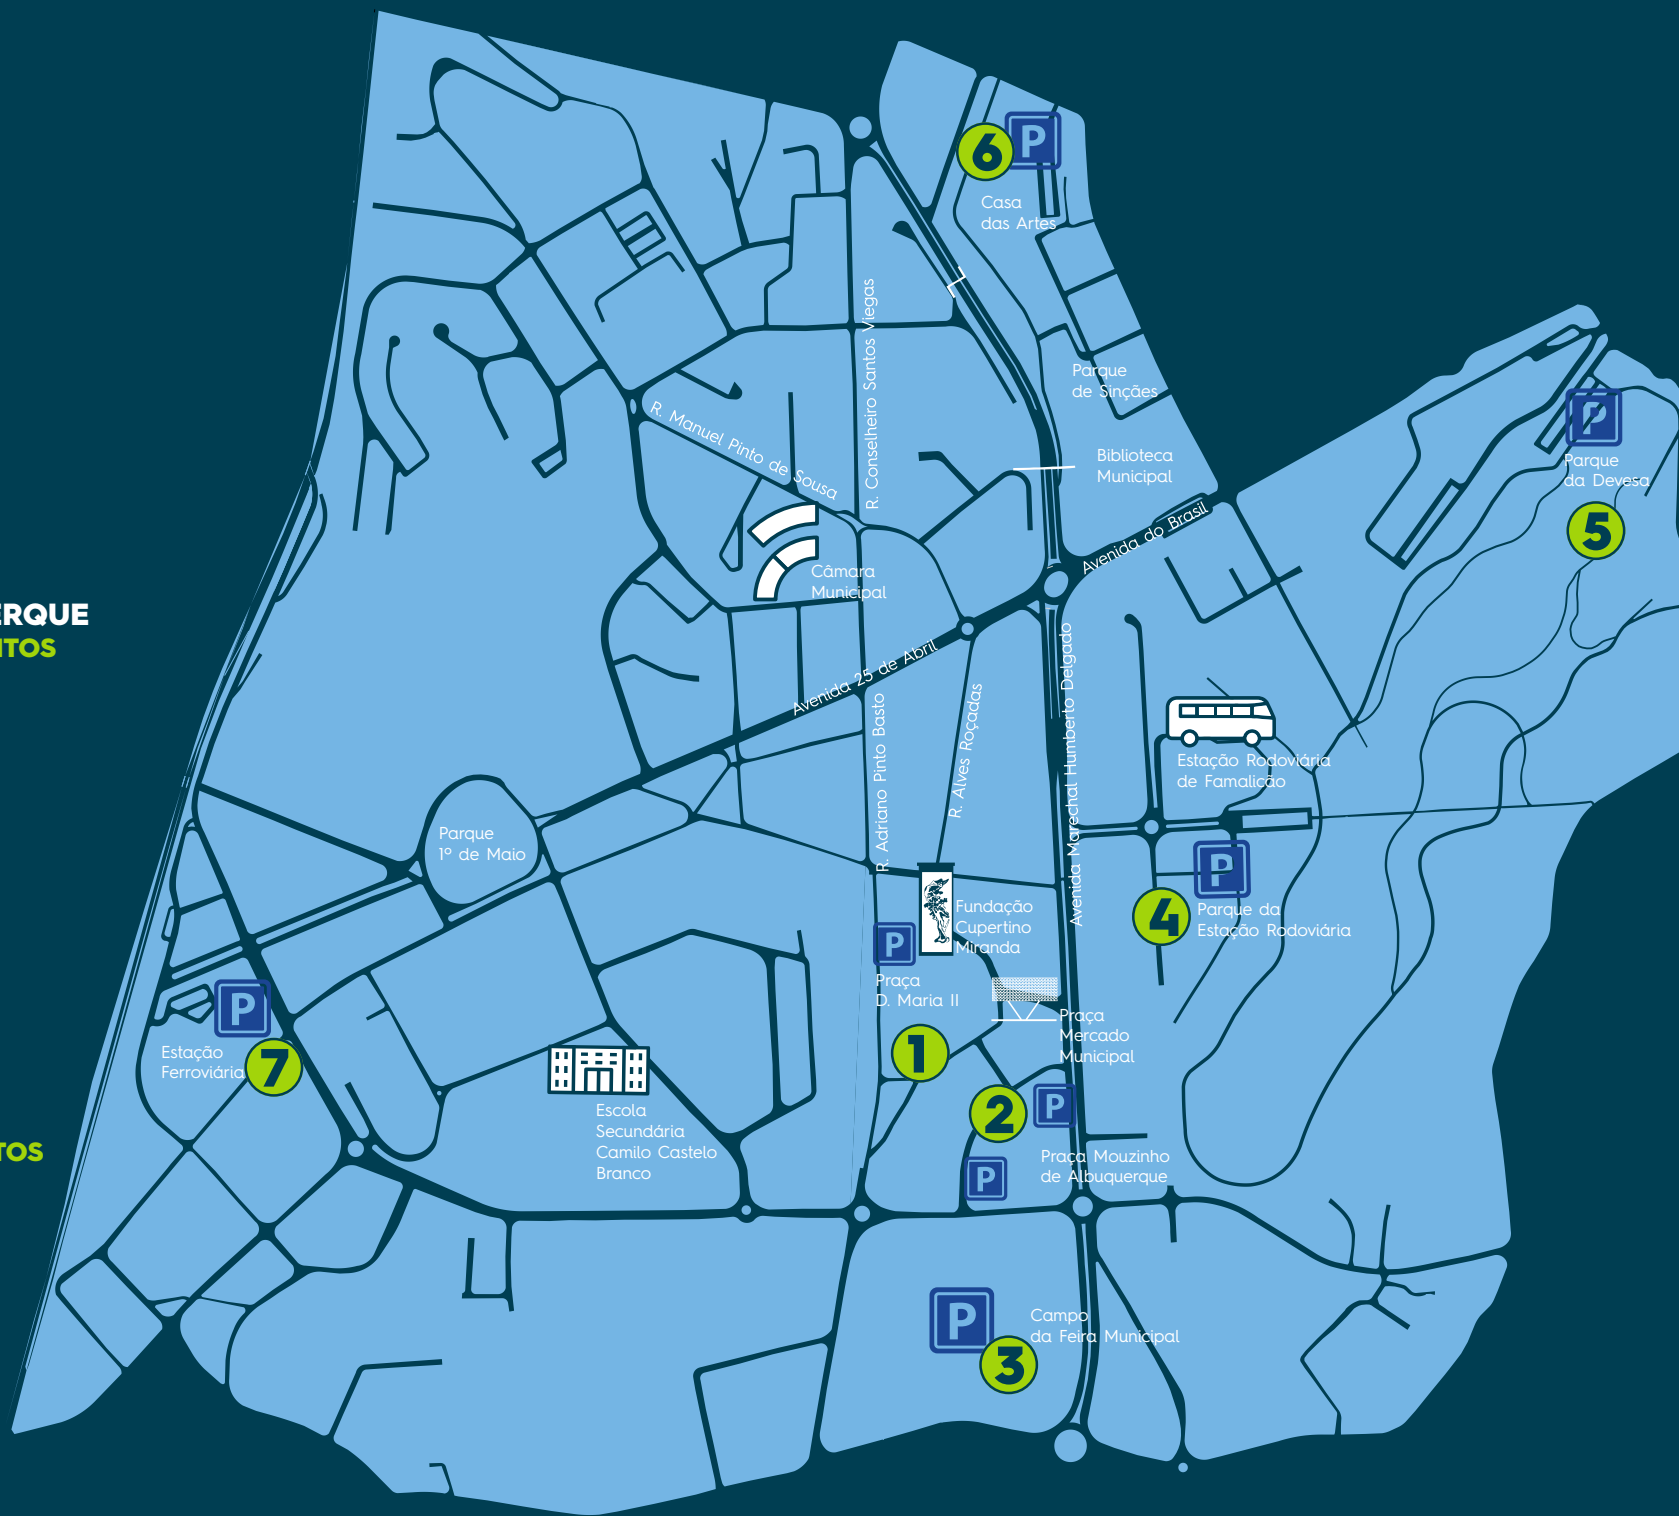 P
6
Casa
das Artes
R. Conselheiro Santos Viegas
Parque
de Sinçães
R. Manuel Pinto de Sousa
P
Parque
da Devesa
5
Biblioteca
Municipal
Avenida do Brasil
Câmara
Municipal
ERQUE
NTOS
Avenida 25 de Abril
R. Adriano Pinto Basto
R. Alves Roçadas
Avenida Marechal Humberto Delgado
Estação Rodoviária
de Famalicão
Parque
1º de Maio
P
4
Parque da
Estação Rodoviária
Fundação
Cupertino
Miranda
P
Praça
D. Maria II
1
Praça
Mercado
Municipal
P
Estação
Ferroviária
7
Escola
Secundária
Camilo Castelo
Branco
2
P
P
Praça Mouzinho
de Albuquerque
TOS
P
3
Campo
da Feira Municipal